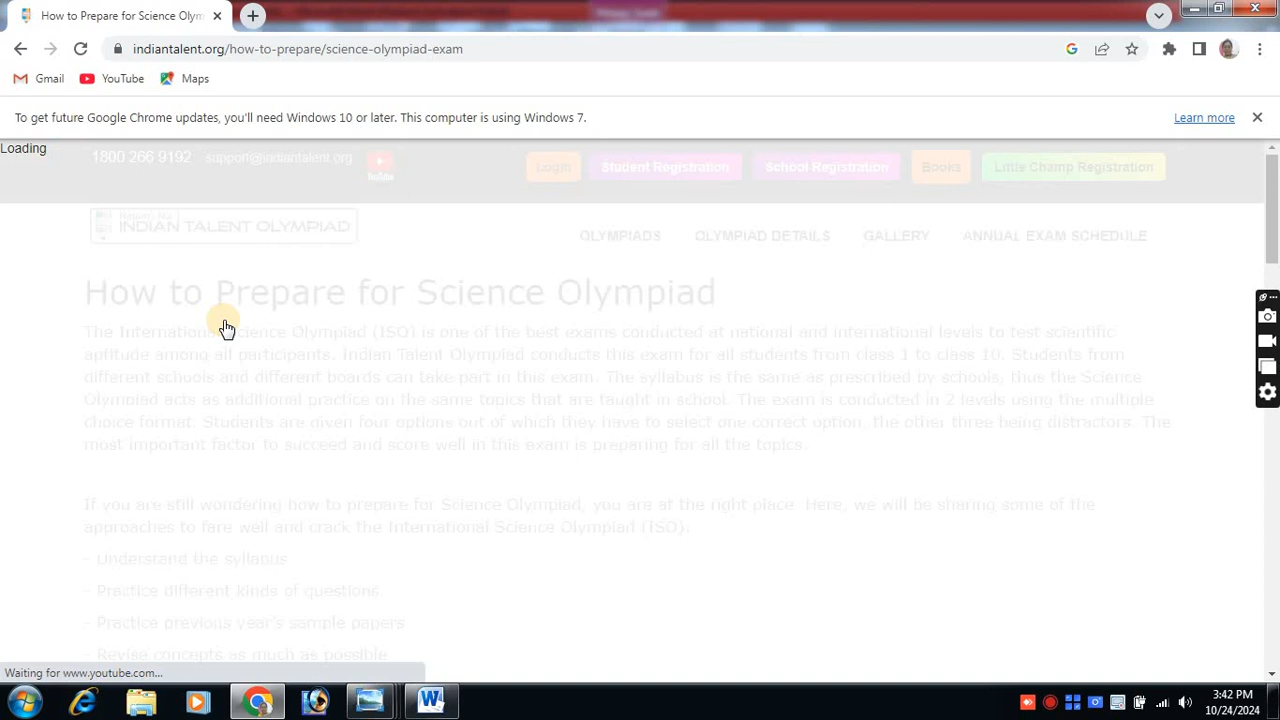 How to Prepare for Science Olym
indiantalent.org/how-to-prepare/science-olympiad-exam
Gmail YouTube Maps
To get future Google Chrome updates, you'll need Windows 10 or later. This computer is using Windows 7. Learn more
Loading
1800 266 9192 support@indiantalent.org YouTube Login Student Registration School Registration Books Little Champ Registration
INDIAN TALENT OLYMPIAD OLYMPIADS OLYMPIAD DETAILS GALLERY ANNUAL EXAM SCHEDULE
How to Prepare for Science Olympiad
The International Science Olympiad (ISO) is one of the best exams conducted at national and international levels to test scientific
aptitude among all participants. Indian Talent Olympiad conducts this exam for all students from class 1 to class 10. Students from
different schools and different boards can take part in this exam. The syllabus is the same as prescribed by schools, thus the Science
Olympiad acts as additional practice on the same topics that are taught in school. The exam is conducted in 2 levels using the multiple
choice format. Students are given four options out of which they have to select one correct option, the other three being distractors. The
most important factor to succeed and score well in this exam is preparing for all the topics.
If you are still wondering how to prepare for Science Olympiad, you are at the right place. Here, we will be sharing some of the
approaches to fare well and crack the International Science Olympiad (ISO).
- Understand the syllabus
- Practice different kinds of questions
- Practice previous year's sample papers
- Revise concepts as much as possible
Waiting for www.youtube.com...
3:42 PM
10/24/2024